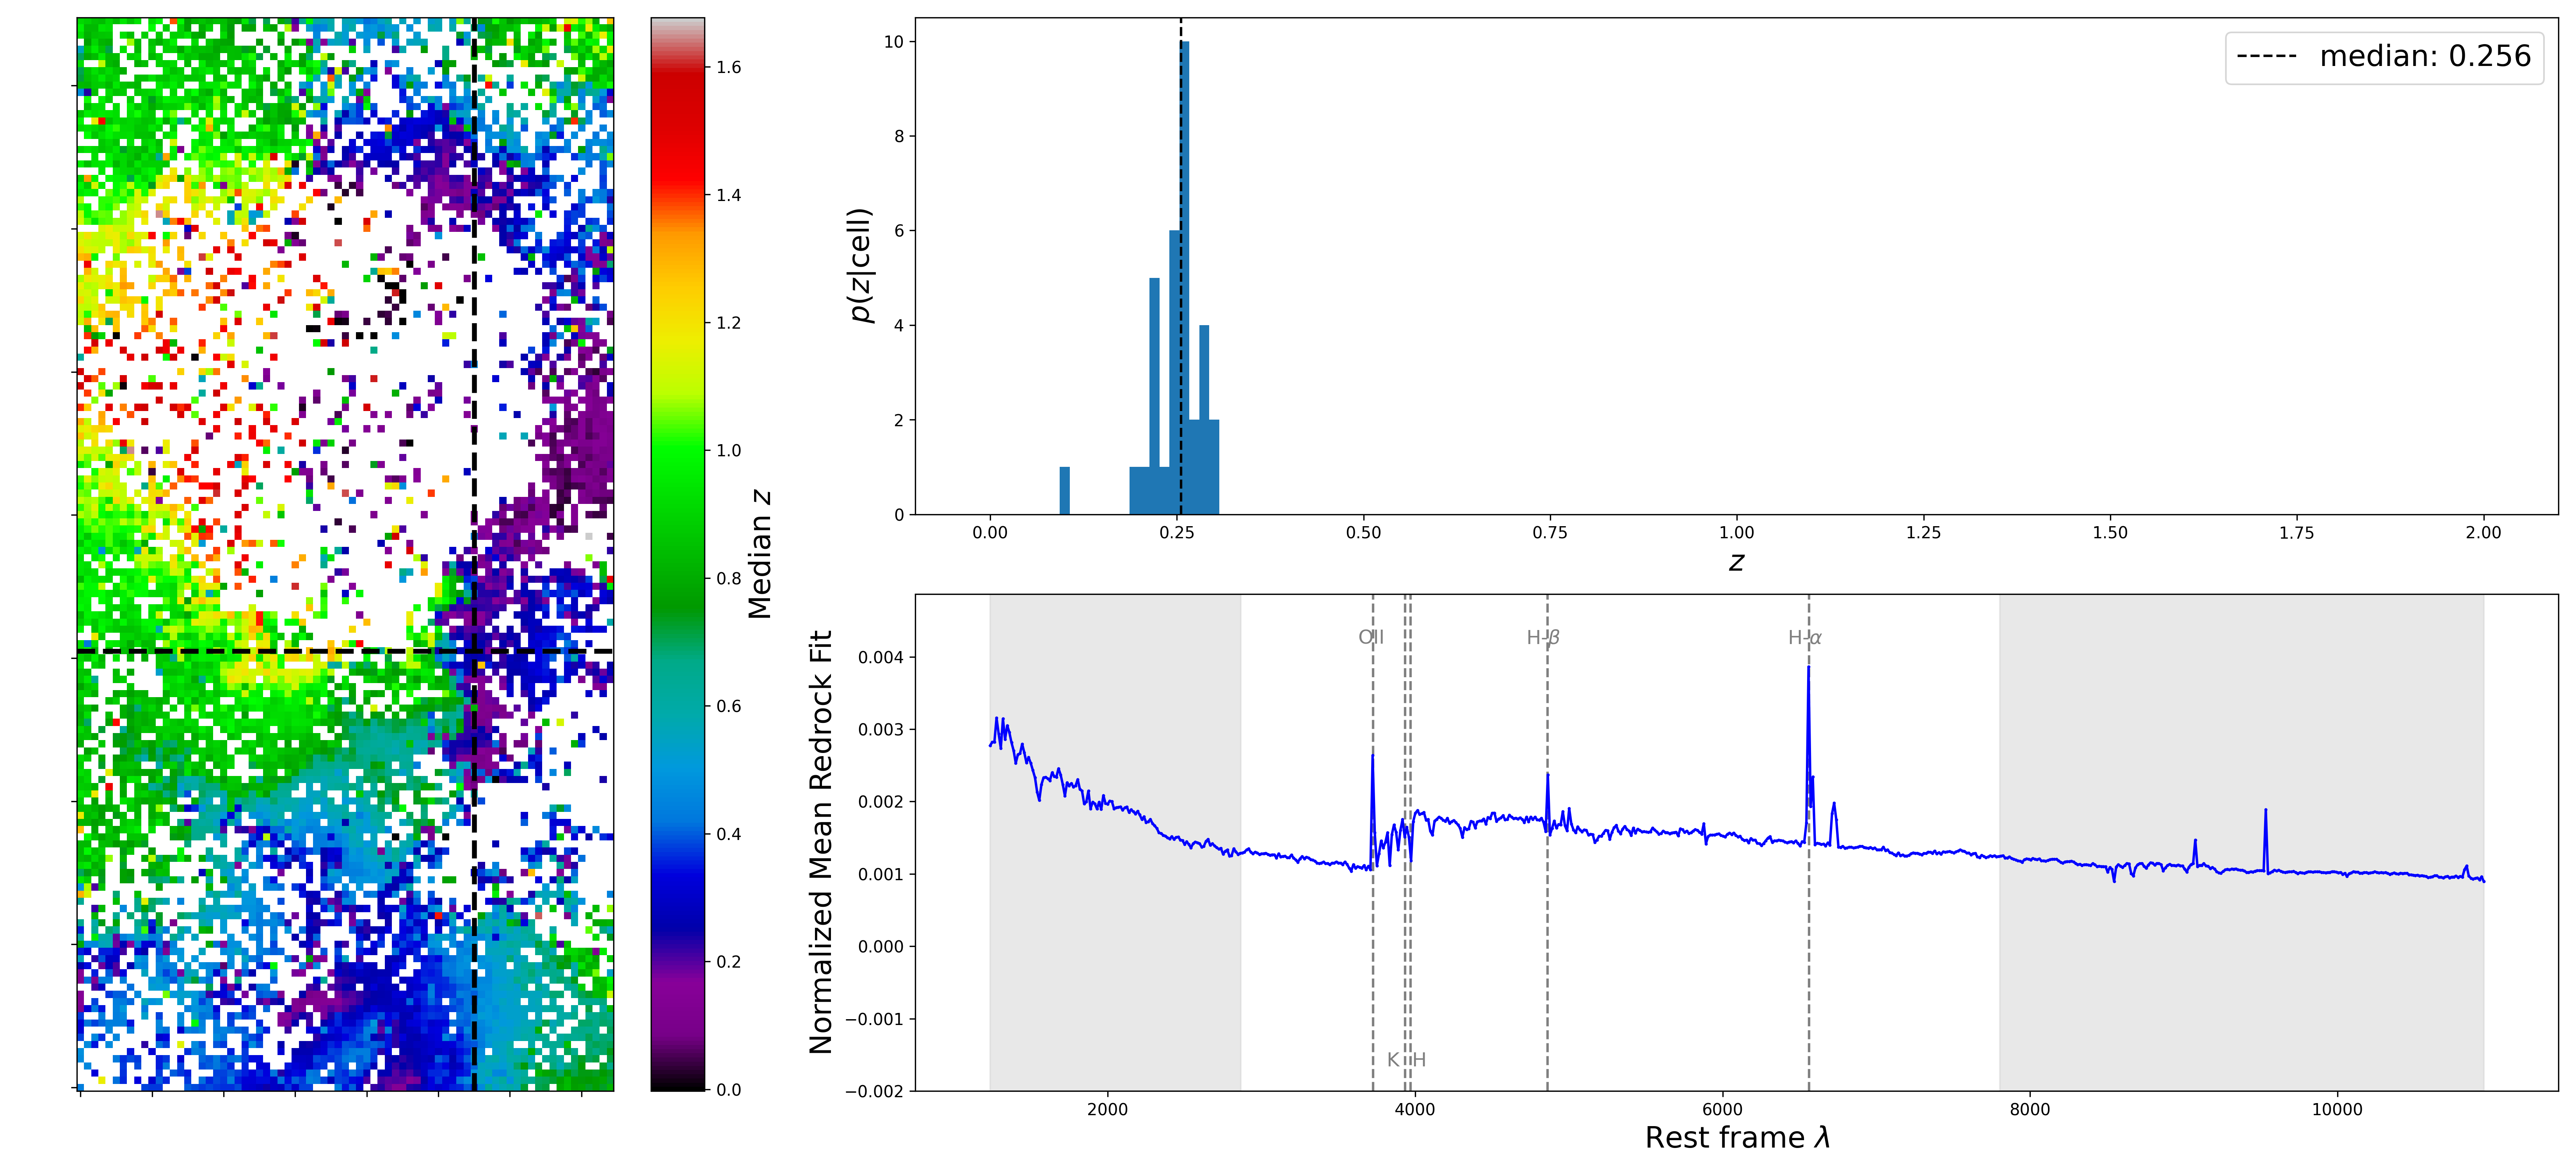 1.6
1.4
1.2
1.0
0.8
0.6
0.4
0.2
0.0
Median z
10
8
6
4
2
0
p(z|cell)
median: 0.256
0.00 0.25 0.50 0.75 1.00 1.25 1.50 1.75 2.00
z
0.004
0.003
0.002
0.001
0.000
−0.001
−0.002
Normalized Mean Redrock Fit
OII H-β H-α
K H
2000 4000 6000 8000 10000
Rest frame λ